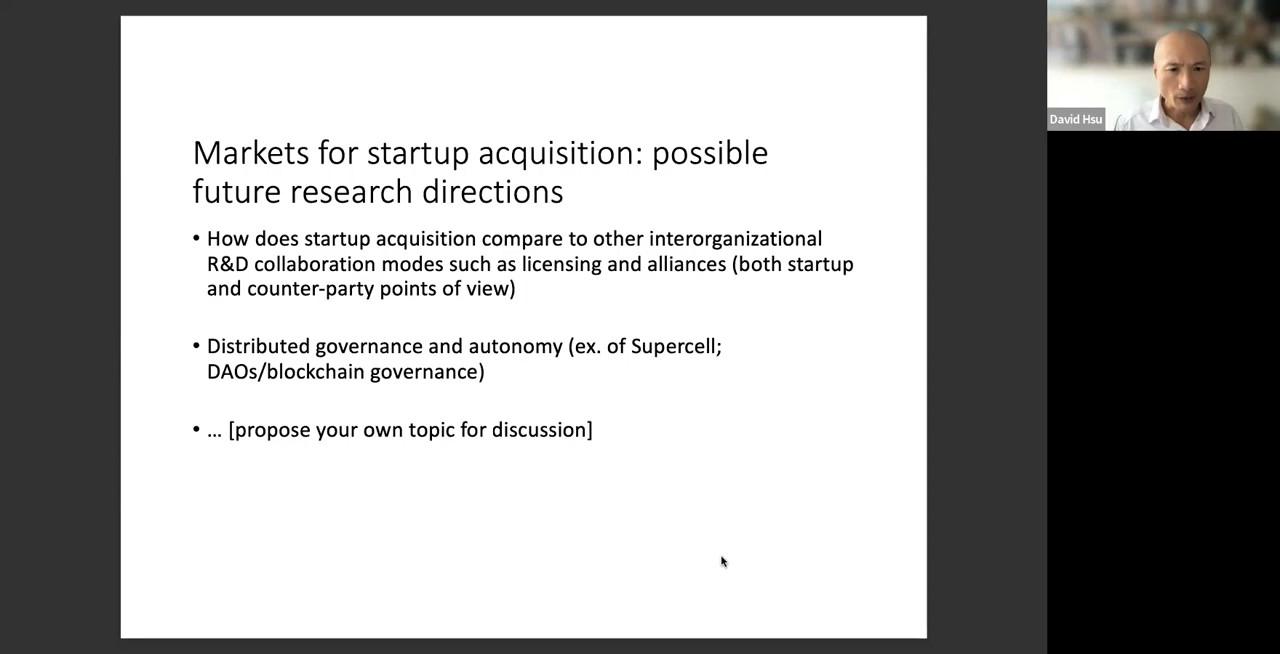 Markets for startup acquisition: possible
future research directions
• How does startup acquisition compare to other interorganizational
R&D collaboration modes such as licensing and alliances (both startup
and counter-party points of view)
• Distributed governance and autonomy (ex. of Supercell;
DAOs/blockchain governance)
• ... [propose your own topic for discussion]
David Hsu